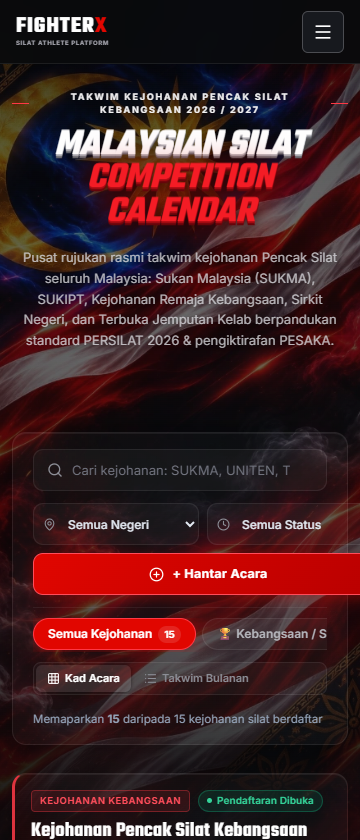 FIGHTERX
SILAT ATHLETE PLATFORM
TAKWIM KEJOHANAN PENCAK SILAT
KEBANGSAAN 2026 / 2027
MALAYSIAN SILAT
COMPETITION
CALENDAR
Pusat rujukan rasmi takwim kejohanan Pencak Silat
seluruh Malaysia: Sukan Malaysia (SUKMA),
SUKIPT, Kejohanan Remaja Kebangsaan, Sirkit
Negeri, dan Terbuka Jemputan Kelab berpandukan
standard PERSILAT 2026 & pengiktirafan PESAKA.
Cari kejohanan: SUKMA, UNITEN, T
Semua Negeri
Semua Status
+ Hantar Acara
Semua Kejohanan 15
🏆 Kebangsaan / S
Kad Acara
Takwim Bulanan
Memaparkan 15 daripada 15 kejohanan silat berdaftar
KEJOHANAN KEBANGSAAN
Pendaftaran Dibuka
Kejohanan Pencak Silat Kebangsaan